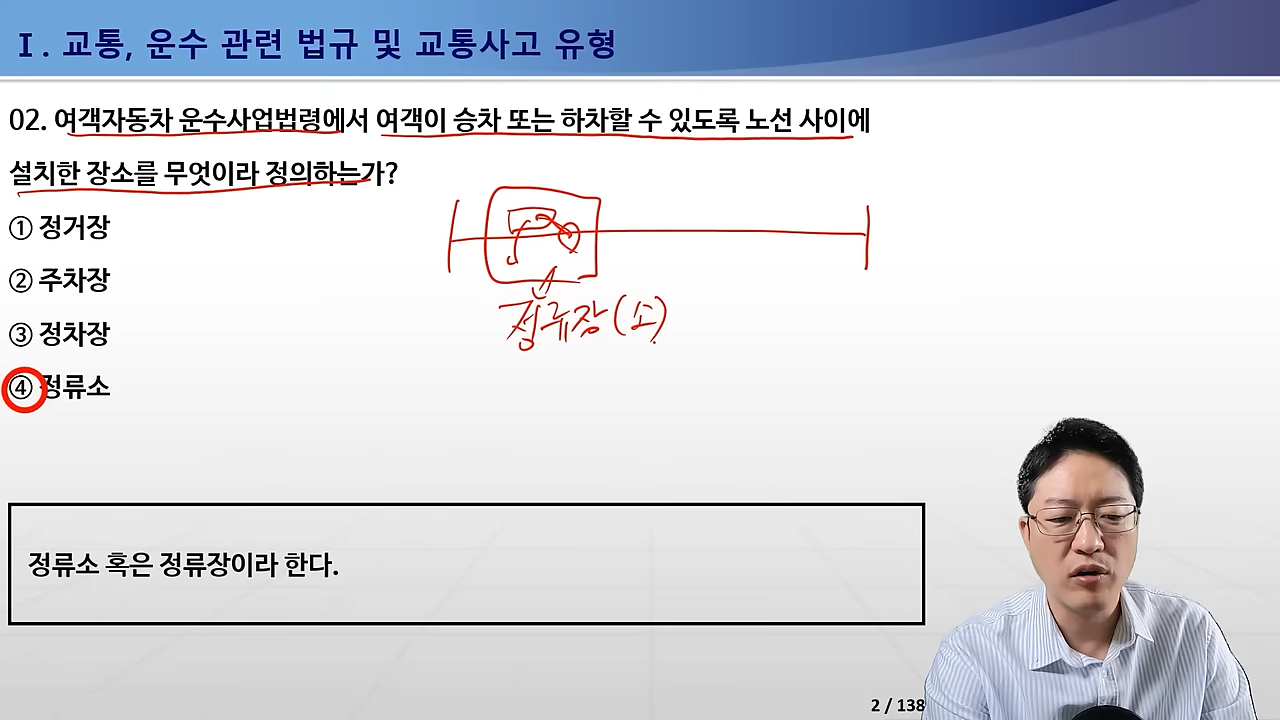 Ⅰ. 교통, 운수 관련 법규 및 교통사고 유형
02. 여객자동차 운수사업법령에서 여객이 승차 또는 하차할 수 있도록 노선 사이에
설치한 장소를 무엇이라 정의하는가?
① 정거장
② 주차장
③ 정차장
④ 정류소
정류장(소)
정류소 혹은 정류장이라 한다.
2 / 138